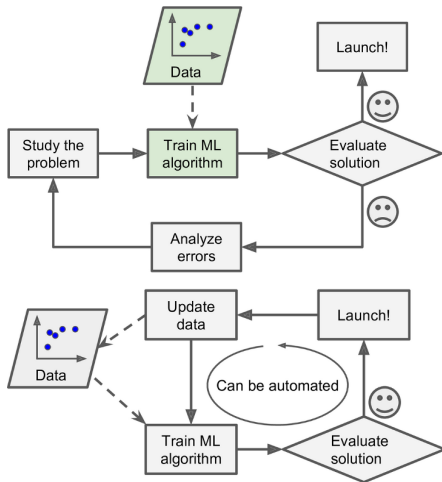 Data
Launch!
Study the
problem
Train ML
algorithm
Evaluate
solution
Analyze
errors
Update
data
Launch!
Data
Can be automated
Train ML
algorithm
Evaluate
solution